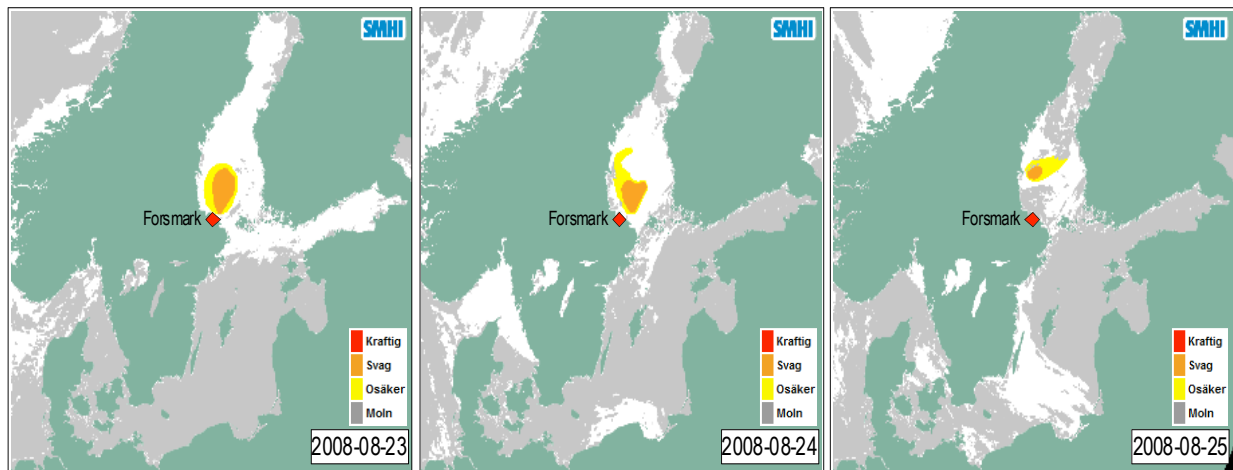 SMHI
Forsmark
Kraftig
Svag
Osäker
Moln
2008-08-23
SMHI
Forsmark
Kraftig
Svag
Osäker
Moln
2008-08-24
SMHI
Forsmark
Kraftig
Svag
Osäker
Moln
2008-08-25